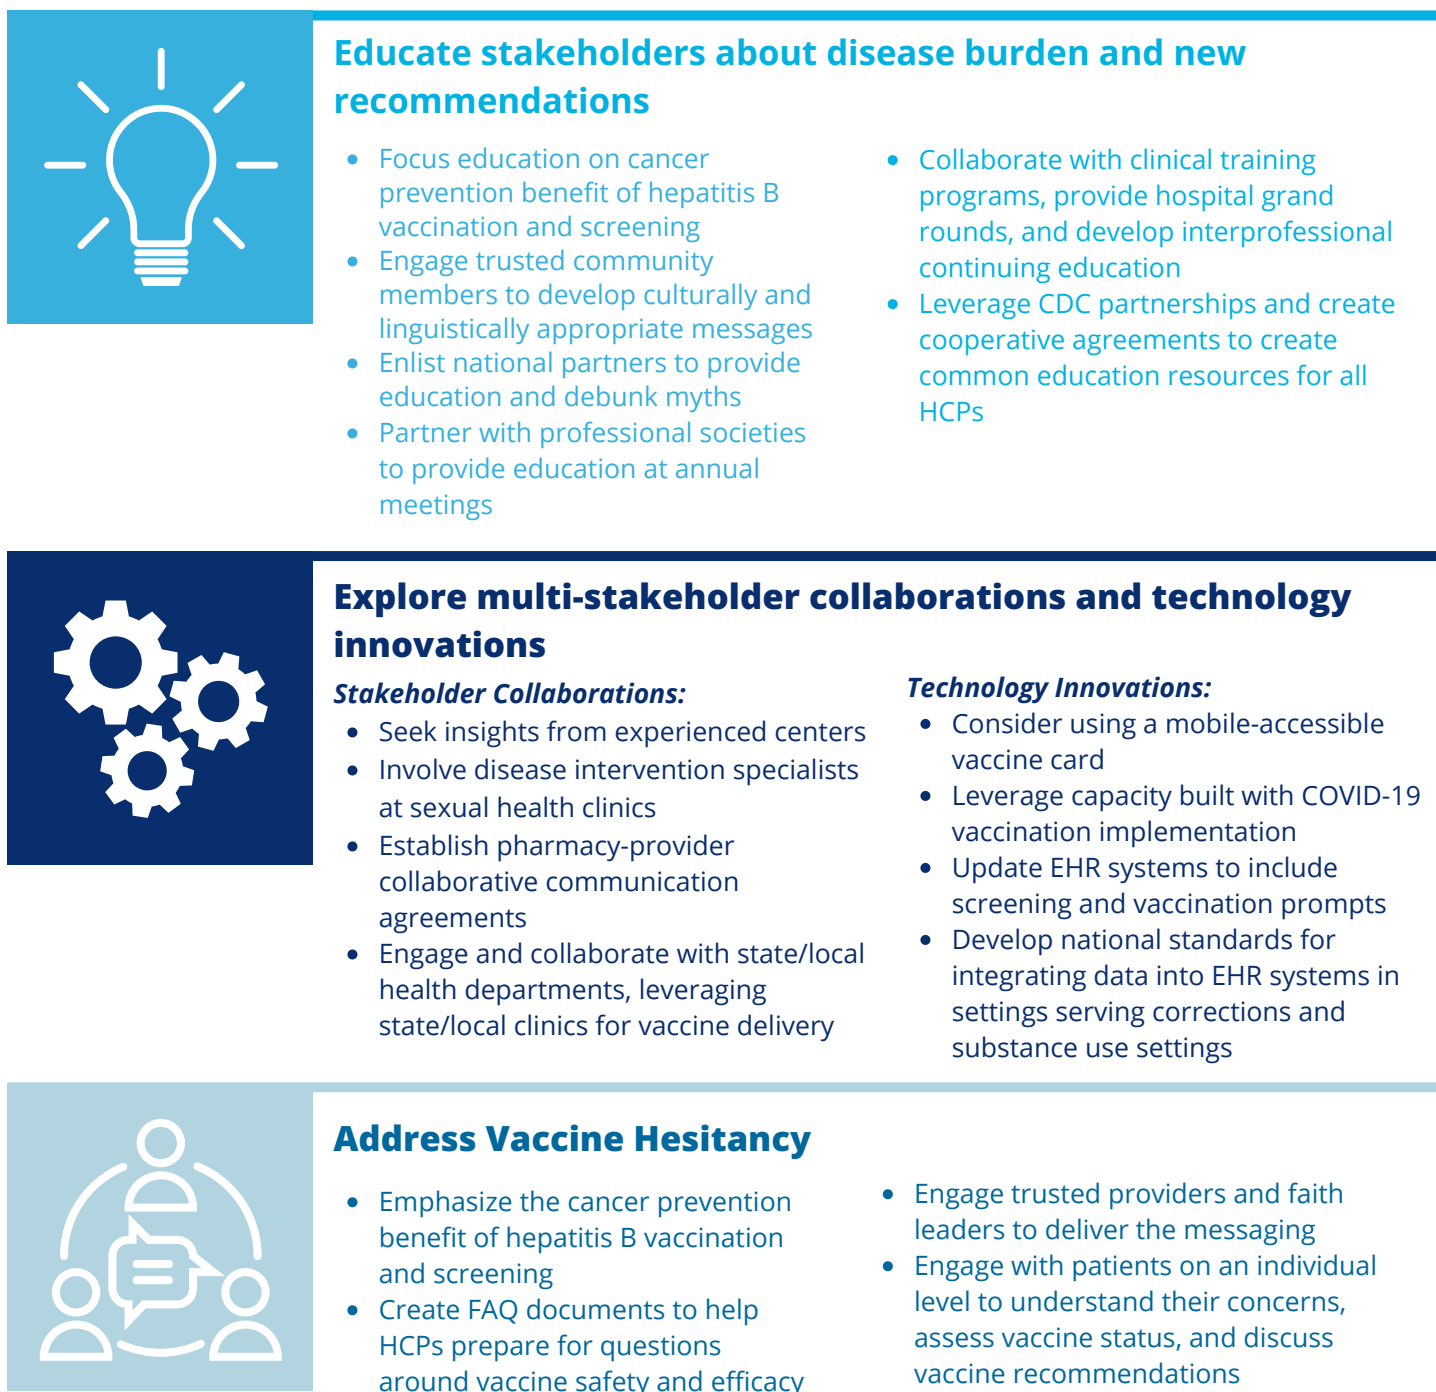 Educate stakeholders about disease burden and new
recommendations
• Focus education on cancer
prevention benefit of hepatitis B
vaccination and screening
• Engage trusted community
members to develop culturally and
linguistically appropriate messages
• Enlist national partners to provide
education and debunk myths
• Partner with professional societies
to provide education at annual
meetings
• Collaborate with clinical training
programs, provide hospital grand
rounds, and develop interprofessional
continuing education
• Leverage CDC partnerships and create
cooperative agreements to create
common education resources for all
HCPs
Explore multi-stakeholder collaborations and technology
innovations
Stakeholder Collaborations:
• Seek insights from experienced centers
• Involve disease intervention specialists
at sexual health clinics
• Establish pharmacy-provider
collaborative communication
agreements
• Engage and collaborate with state/local
health departments, leveraging
state/local clinics for vaccine delivery
Technology Innovations:
• Consider using a mobile-accessible
vaccine card
• Leverage capacity built with COVID-19
vaccination implementation
• Update EHR systems to include
screening and vaccination prompts
• Develop national standards for
integrating data into EHR systems in
settings serving corrections and
substance use settings
Address Vaccine Hesitancy
• Emphasize the cancer prevention
benefit of hepatitis B vaccination
and screening
• Create FAQ documents to help
HCPs prepare for questions
around vaccine safety and efficacy
• Engage trusted providers and faith
leaders to deliver the messaging
• Engage with patients on an individual
level to understand their concerns,
assess vaccine status, and discuss
vaccine recommendations